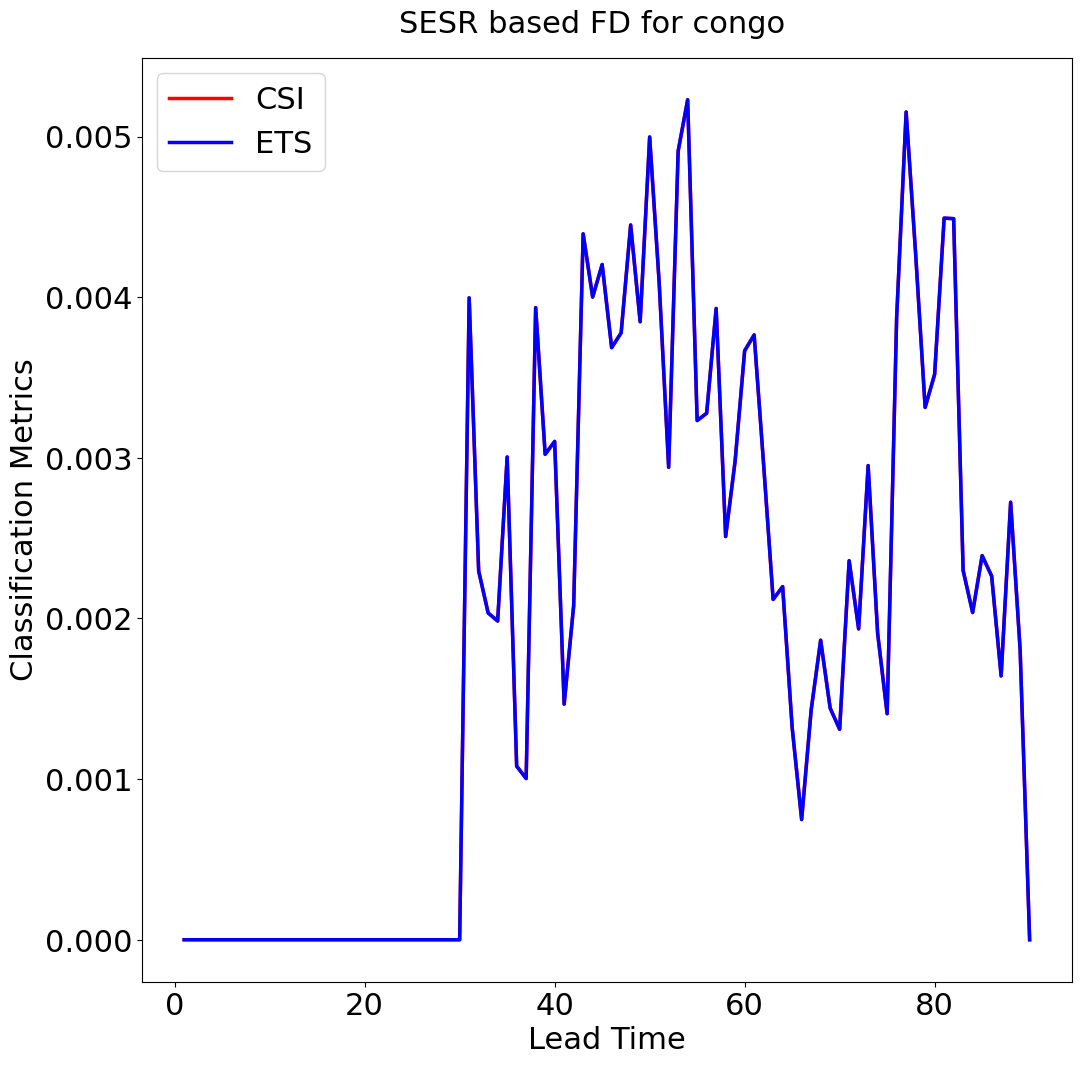 SESR based FD for congo
CSI
ETS
0.005
0.004
0.003
0.002
0.001
0.000
Classification Metrics
0 20 40 60 80
Lead Time